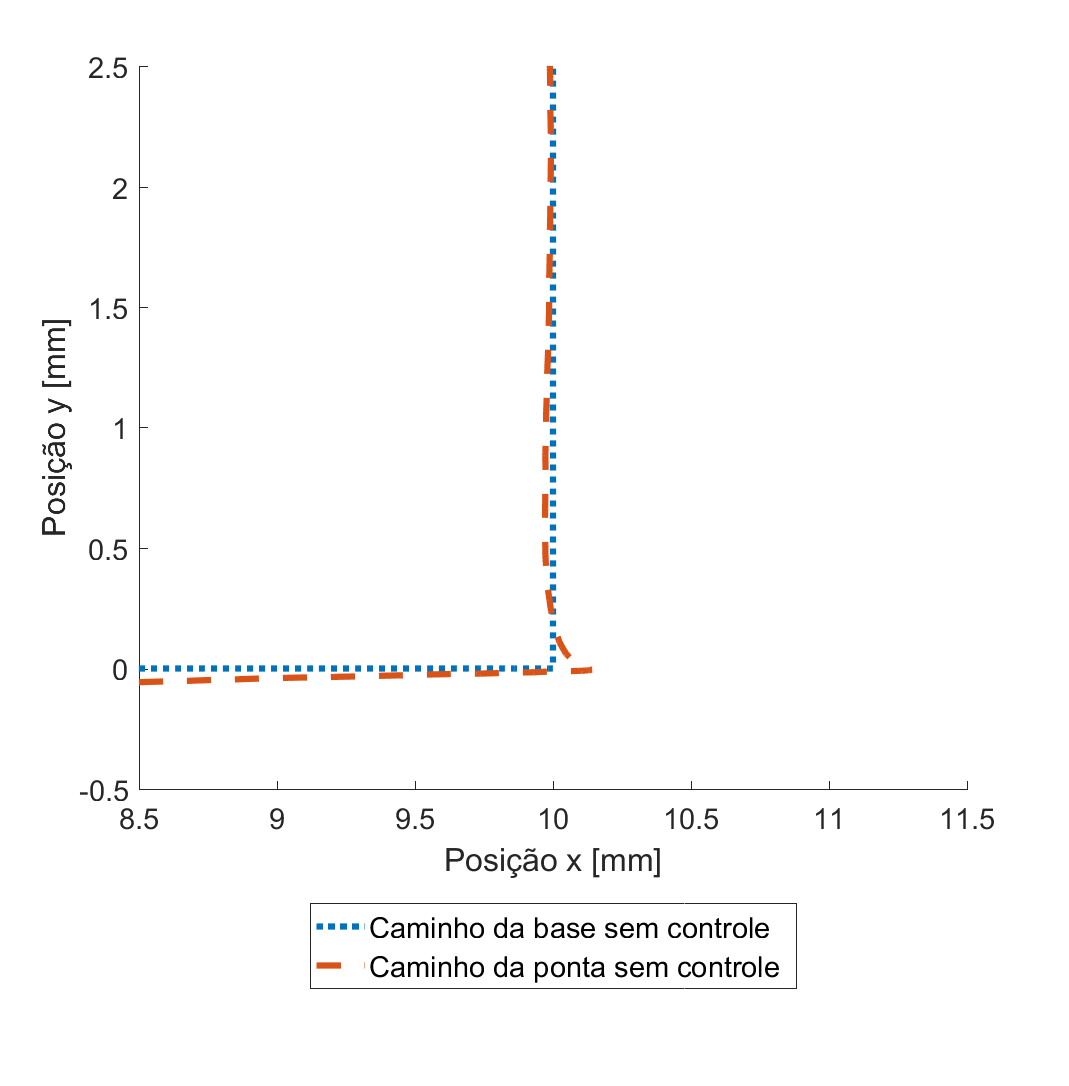 2.5
2
1.5
1
0.5
0
-0.5
Posição y [mm]
8.5 9 9.5 10 10.5 11 11.5
Posição x [mm]
Caminho da base sem controle
Caminho da ponta sem controle